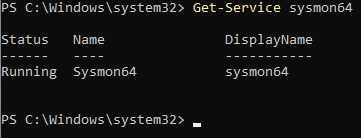 PS C:\Windows\system32> Get-Service sysmon64
Status   Name               DisplayName
------   ----               -----------
Running  Sysmon64           sysmon64
PS C:\Windows\system32>